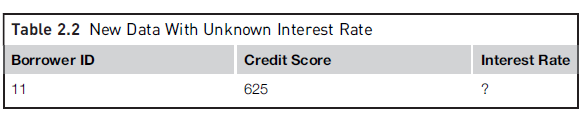 Table 2.2 New Data With Unknown Interest Rate
Borrower ID Credit Score Interest Rate
11 625 ?